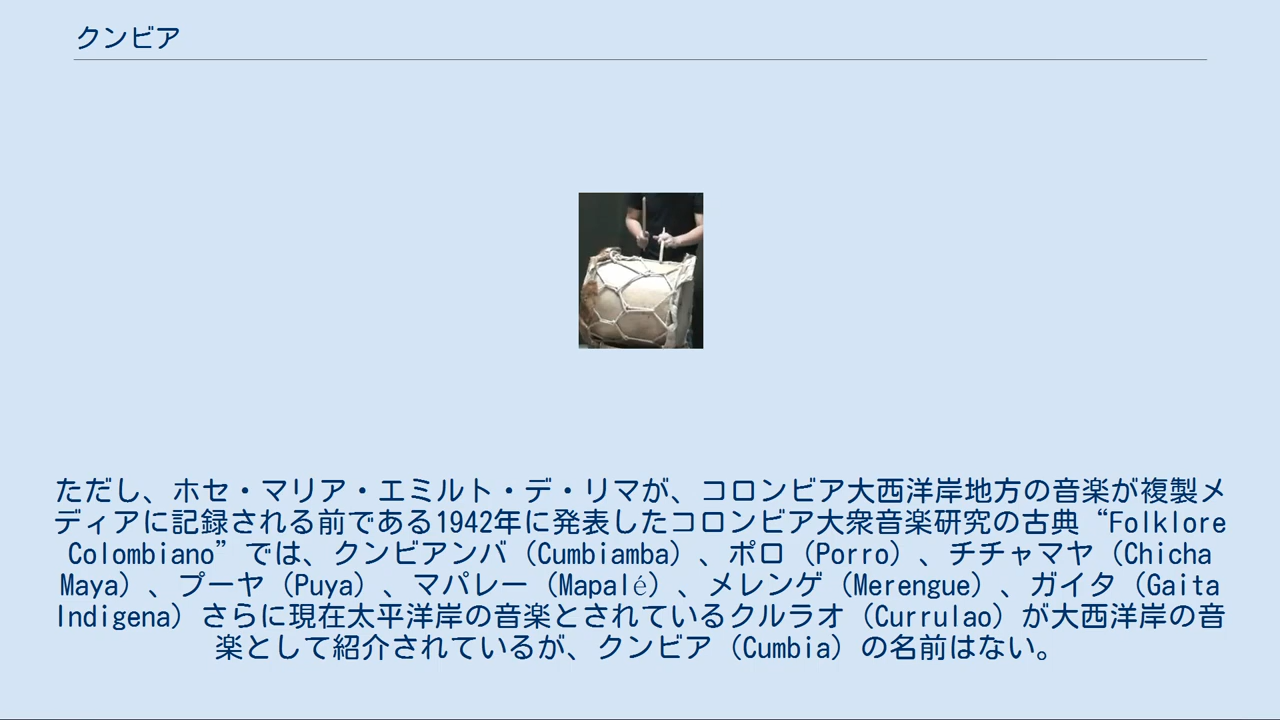 クンビア
ただし、ホセ・マリア・エミルト・デ・リマが、コロンビア大西洋岸地方の音楽が複製メ
ディアに記録される前である1942年に発表したコロンビア大衆音楽研究の古典“Folklore
Colombiano”では、クンビアンバ（Cumbiamba）、ポロ（Porro）、チチャマヤ（Chicha
Maya）、プーヤ（Puya）、マパレー（Mapalé）、メレンゲ（Merengue）、ガイタ（Gaita
Indigena）さらに現在太平洋岸の音楽とされているクルラオ（Currulao）が大西洋岸の音
楽として紹介されているが、クンビア（Cumbia）の名前はない。